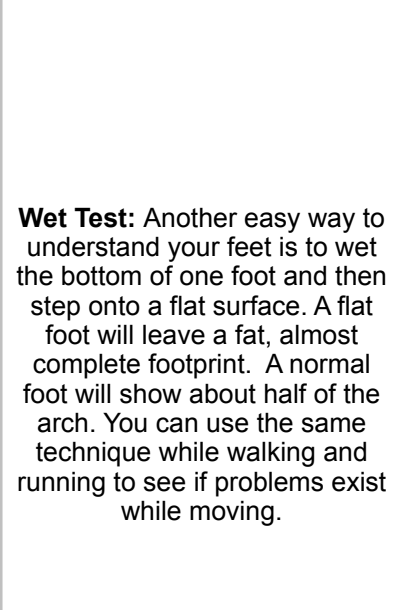 Wet Test: Another easy way to
understand your feet is to wet
the bottom of one foot and then
step onto a flat surface. A flat
foot will leave a fat, almost
complete footprint.  A normal
foot will show about half of the
arch. You can use the same
technique while walking and
running to see if problems exist
while moving.